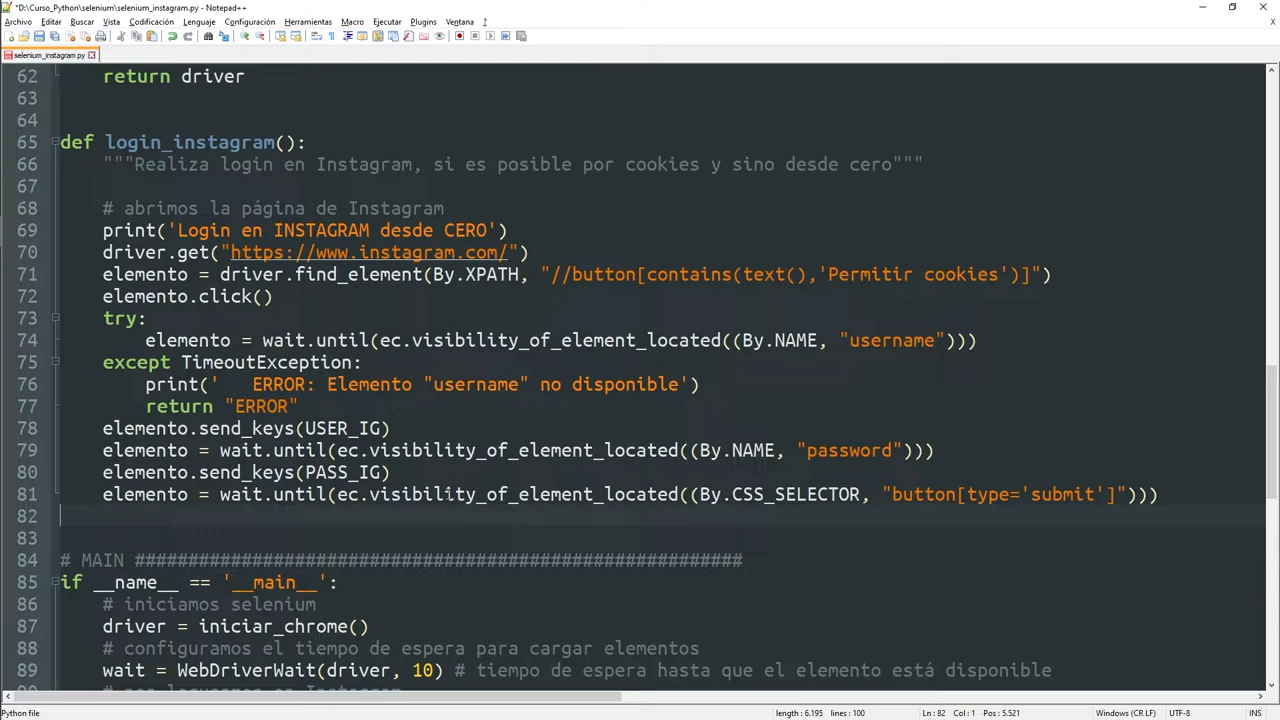 *D:\Curso_Python\selenium\selenium_instagram.py - Notepad++
Archivo Editar Buscar Vista Codificación Lenguaje Configuración Herramientas Macro Ejecutar Plugins Ventana ?
selenium_instagram.py
62 return driver
63
64
65 def login_instagram():
66 """Realiza login en Instagram, si es posible por cookies y sino desde cero"""
67
68 # abrimos la página de Instagram
69 print('Login en INSTAGRAM desde CERO')
70 driver.get("https://www.instagram.com/")
71 elemento = driver.find_element(By.XPATH, "//button[contains(text(),'Permitir cookies')]")
72 elemento.click()
73 try:
74 elemento = wait.until(ec.visibility_of_element_located((By.NAME, "username")))
75 except TimeoutException:
76 print('   ERROR: Elemento "username" no disponible')
77 return "ERROR"
78 elemento.send_keys(USER_IG)
79 elemento = wait.until(ec.visibility_of_element_located((By.NAME, "password")))
80 elemento.send_keys(PASS_IG)
81 elemento = wait.until(ec.visibility_of_element_located((By.CSS_SELECTOR, "button[type='submit']")))
82
83
84 # MAIN #########################################################
85 if __name__ == '__main__':
86 # iniciamos selenium
87 driver = iniciar_chrome()
88 # configuramos el tiempo de espera para cargar elementos
89 wait = WebDriverWait(driver, 10) # tiempo de espera hasta que el elemento está disponible
Python file length : 6.195 lines : 100 Ln : 82 Col : 1 Pos : 5.521 Windows (CR LF) UTF-8 INS